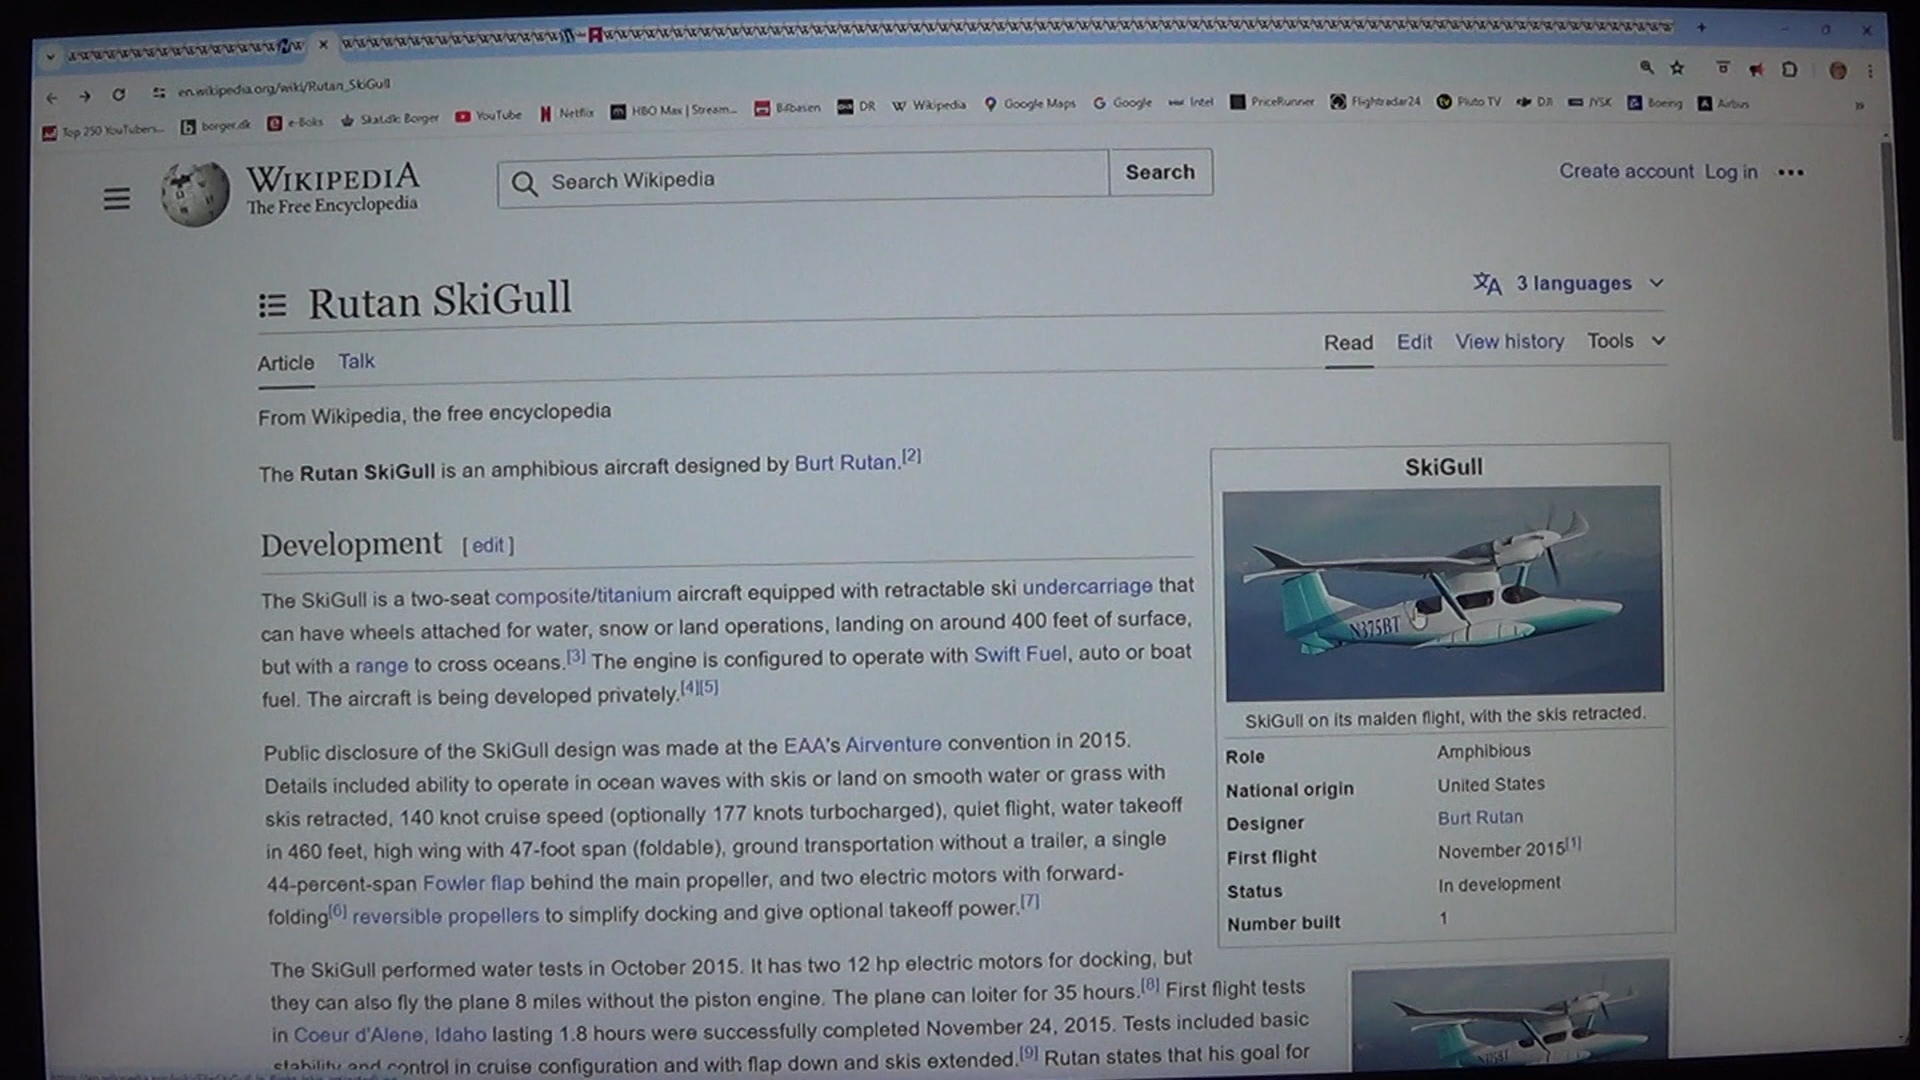 en.wikipedia.org/wiki/Rutan_SkiGull
Top 250 YouTubers... borger.dk e-Boks Skat.dk: Borger YouTube Netflix HBO Max | Stream... Bilbasen DR Wikipedia Google Maps Google Intel PriceRunner Flightradar24 Pluto TV DJI JYSK Boeing Airbus
WIKIPEDIA
The Free Encyclopedia
Search Wikipedia
Search
Create account Log in
Rutan SkiGull
3 languages
Article Talk
Read Edit View history Tools
From Wikipedia, the free encyclopedia
The Rutan SkiGull is an amphibious aircraft designed by Burt Rutan.[2]
Development [ edit ]
The SkiGull is a two-seat composite/titanium aircraft equipped with retractable ski undercarriage that
can have wheels attached for water, snow or land operations, landing on around 400 feet of surface,
but with a range to cross oceans.[3] The engine is configured to operate with Swift Fuel, auto or boat
fuel. The aircraft is being developed privately.[4][5]
Public disclosure of the SkiGull design was made at the EAA's Airventure convention in 2015.
Details included ability to operate in ocean waves with skis or land on smooth water or grass with
skis retracted, 140 knot cruise speed (optionally 177 knots turbocharged), quiet flight, water takeoff
in 460 feet, high wing with 47-foot span (foldable), ground transportation without a trailer, a single
44-percent-span Fowler flap behind the main propeller, and two electric motors with forward-
folding[6] reversible propellers to simplify docking and give optional takeoff power.[7]
The SkiGull performed water tests in October 2015. It has two 12 hp electric motors for docking, but
they can also fly the plane 8 miles without the piston engine. The plane can loiter for 35 hours.[8] First flight tests
in Coeur d'Alene, Idaho lasting 1.8 hours were successfully completed November 24, 2015. Tests included basic
stability and control in cruise configuration and with flap down and skis extended.[9] Rutan states that his goal for
SkiGull
N375BT
SkiGull on its maiden flight, with the skis retracted.
Role Amphibious
National origin United States
Designer Burt Rutan
First flight November 2015[1]
Status In development
Number built 1